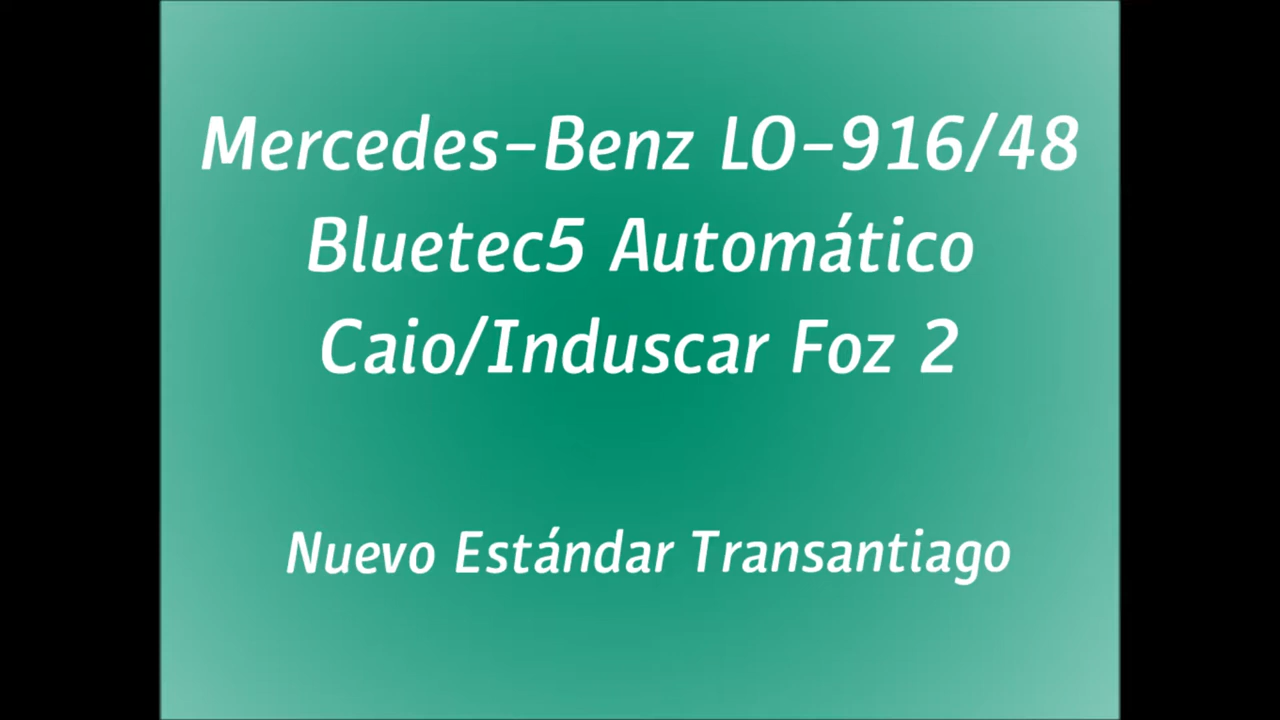 Mercedes-Benz LO-916/48
Bluetec5 Automático
Caio/Induscar Foz 2
Nuevo Estándar Transantiago